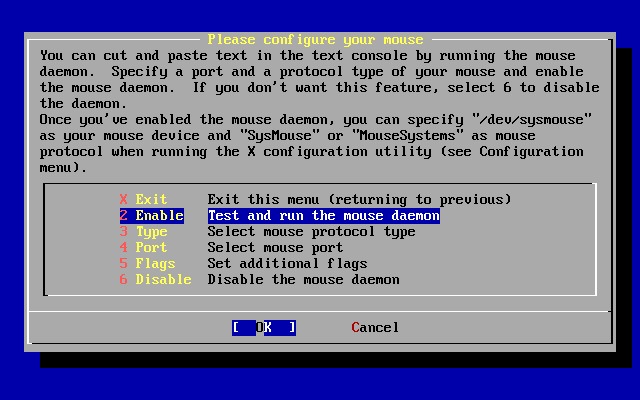 Please configure your mouse
You can cut and paste text in the text console by running the mouse
daemon.  Specify a port and a protocol type of your mouse and enable
the mouse daemon.  If you don't want this feature, select 6 to disable
the daemon.
Once you've enabled the mouse daemon, you can specify "/dev/sysmouse"
as your mouse device and "SysMouse" or "MouseSystems" as mouse
protocol when running the X configuration utility (see Configuration
menu).
X Exit     Exit this menu (returning to previous)
2 Enable   Test and run the mouse daemon
3 Type     Select mouse protocol type
4 Port     Select mouse port
5 Flags    Set additional flags
6 Disable  Disable the mouse daemon
[  OK  ]       Cancel